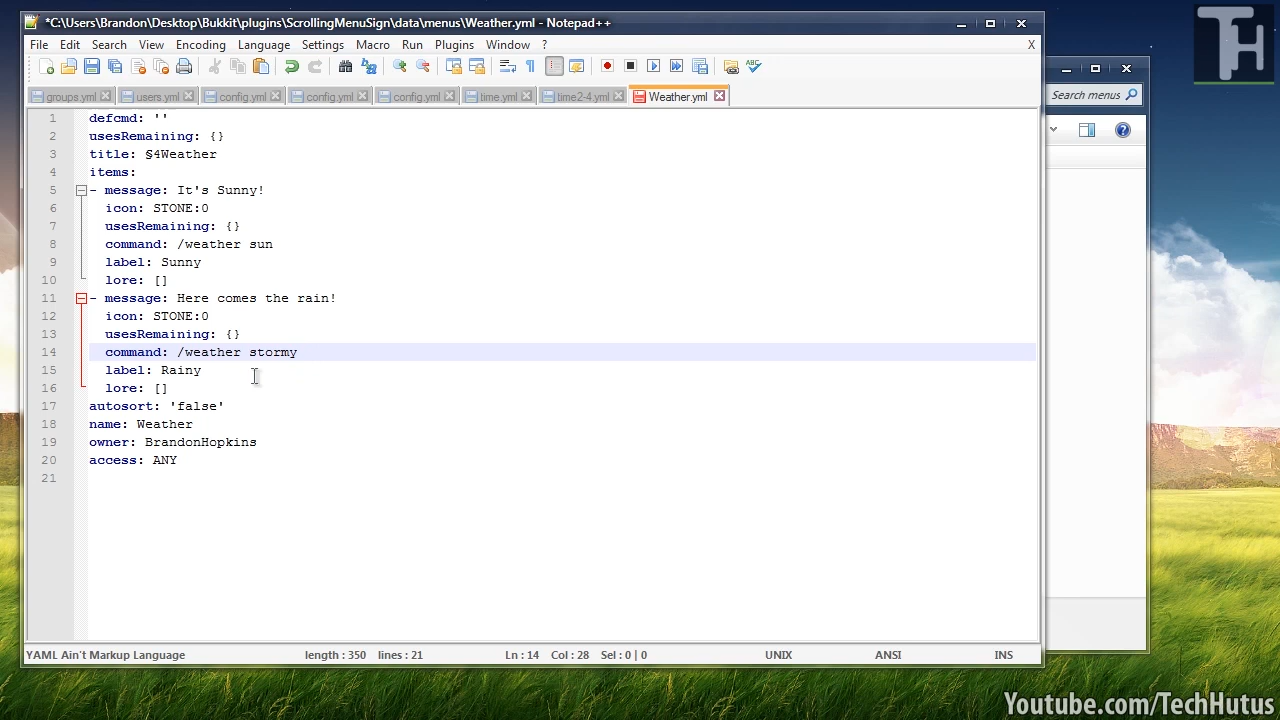 *C:\Users\Brandon\Desktop\Bukkit\plugins\ScrollingMenuSign\data\menus\Weather.yml - Notepad++
File Edit Search View Encoding Language Settings Macro Run Plugins Window ? X
TH
Search menus
groups.yml users.yml config.yml config.yml config.yml time.yml time2-4.yml Weather.yml
1 defcmd: ''
2 usesRemaining: {}
3 title: §4Weather
4 items:
5 - message: It's Sunny!
6 icon: STONE:0
7 usesRemaining: {}
8 command: /weather sun
9 label: Sunny
10 lore: []
11 - message: Here comes the rain!
12 icon: STONE:0
13 usesRemaining: {}
14 command: /weather stormy
15 label: Rainy
16 lore: []
17 autosort: 'false'
18 name: Weather
19 owner: BrandonHopkins
20 access: ANY
21
YAML Ain't Markup Language length : 350 lines : 21 Ln : 14 Col : 28 Sel : 0 | 0 UNIX ANSI INS
Youtube.com/TechHutus